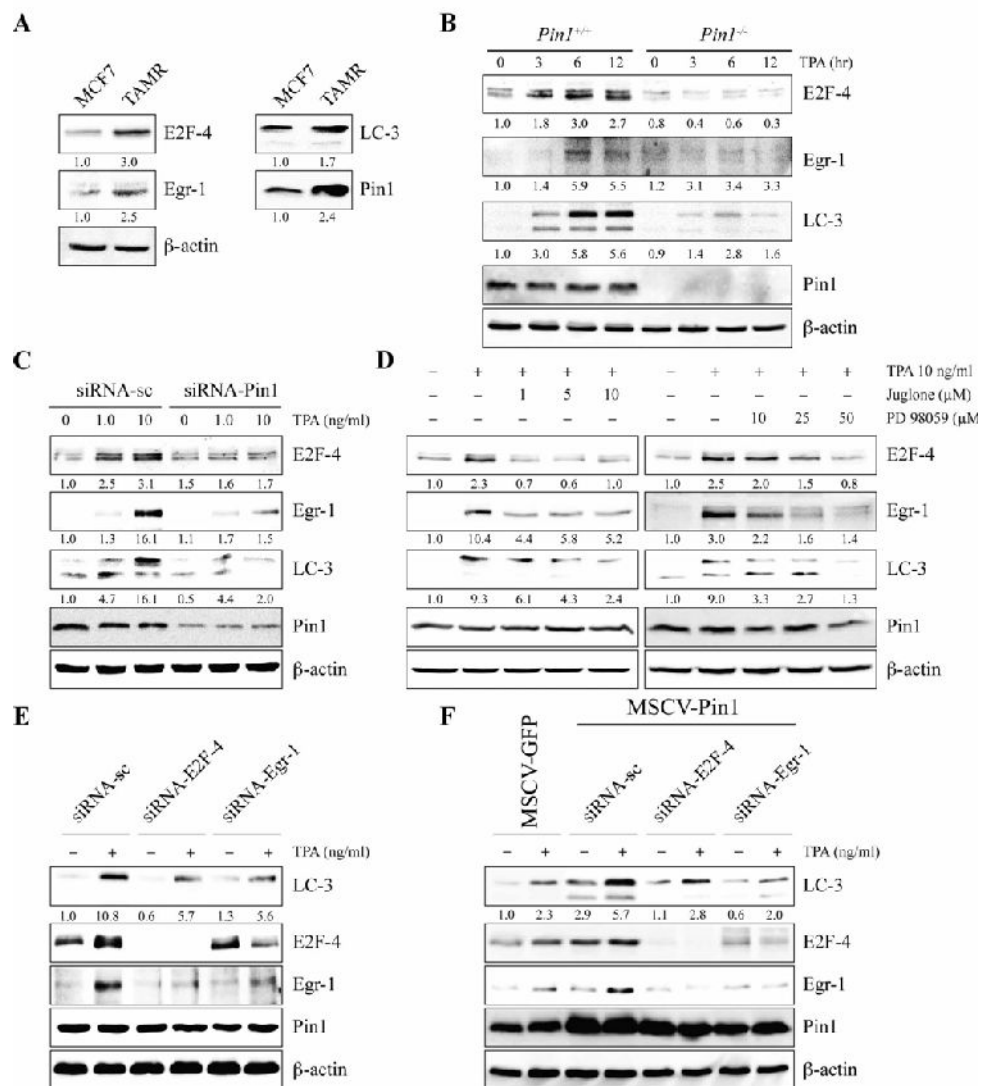 A
MCF7 TAMR MCF7 TAMR
E2F-4 LC-3
1.0 3.0 1.0 1.7
Egr-1 Pin1
1.0 2.5 1.0 2.4
β-actin
B
Pin1+/+ Pin1-/-
0 3 6 12 0 3 6 12 TPA (hr)
E2F-4
1.0 1.8 3.0 2.7 0.8 0.4 0.6 0.3
Egr-1
1.0 1.4 5.9 5.5 1.2 3.1 3.4 3.3
LC-3
1.0 3.0 5.8 5.6 0.9 1.4 2.8 1.6
Pin1
β-actin
C
siRNA-sc siRNA-Pin1
0 1.0 10 0 1.0 10 TPA (ng/ml)
E2F-4
1.0 2.5 3.1 1.5 1.6 1.7
Egr-1
1.0 1.3 16.1 1.1 1.7 1.5
LC-3
1.0 4.7 16.1 0.5 4.4 2.0
Pin1
β-actin
D
– + + + + – + + + + TPA 10 ng/ml
– – 1 5 10 – – – – – Juglone (μM)
– – – – – – – 10 25 50 PD 98059 (μM
E2F-4
1.0 2.3 0.7 0.6 1.0 1.0 2.5 2.0 1.5 0.8
Egr-1
1.0 10.4 4.4 5.8 5.2 1.0 3.0 2.2 1.6 1.4
LC-3
1.0 9.3 6.1 4.3 2.4 1.0 9.0 3.3 2.7 1.3
Pin1
β-actin
E
siRNA-sc siRNA-E2F-4 siRNA-Egr-1
– + – + – + TPA (ng/ml)
LC-3
1.0 10.8 0.6 5.7 1.3 5.6
E2F-4
Egr-1
Pin1
β-actin
F
MSCV-Pin1
MSCV-GFP siRNA-sc siRNA-E2F-4 siRNA-Egr-1
– + – + – + – + TPA (ng/ml)
LC-3
1.0 2.3 2.9 5.7 1.1 2.8 0.6 2.0
E2F-4
Egr-1
Pin1
β-actin